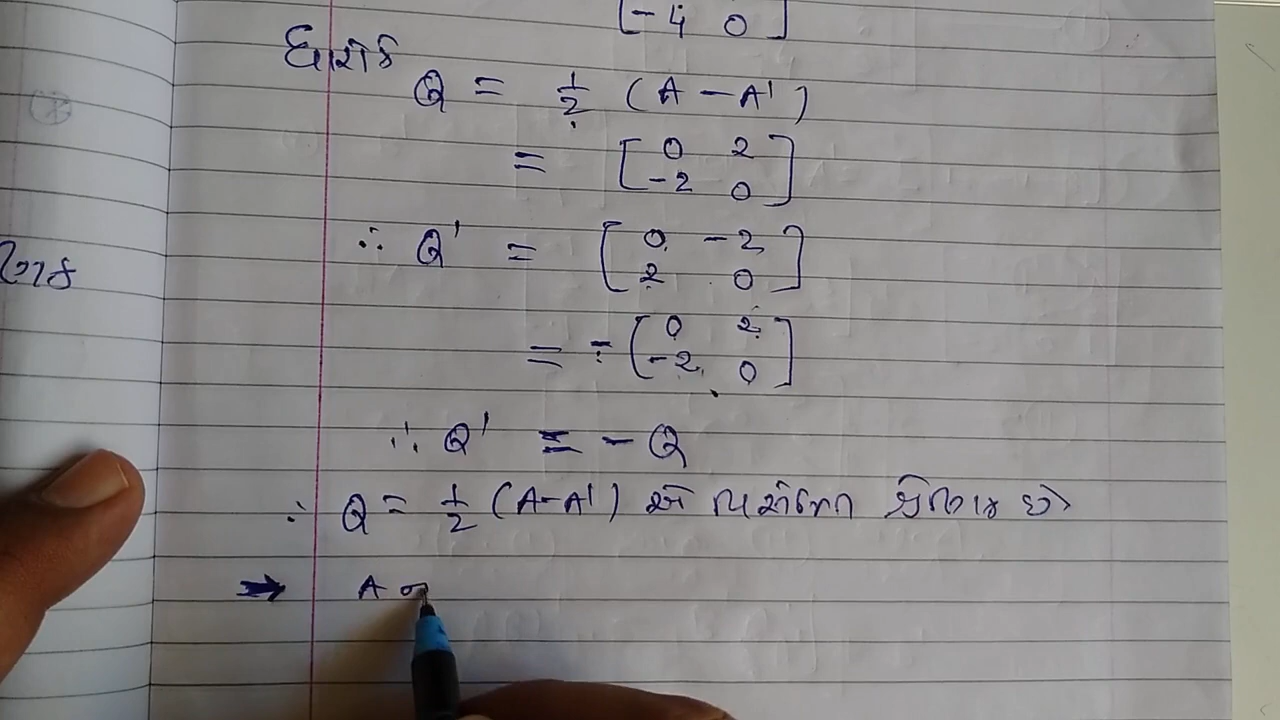 [-4 0]
ધારોકે
Q = 1/2 (A - A')
= [0 2
-2 0]
∴ Q' = [0 -2
2 0]
= -[0 2
-2 0]
∴ Q' = -Q
∴ Q = 1/2 (A-A') એ વિસંમિત શ્રેણિક છે
⇒ A